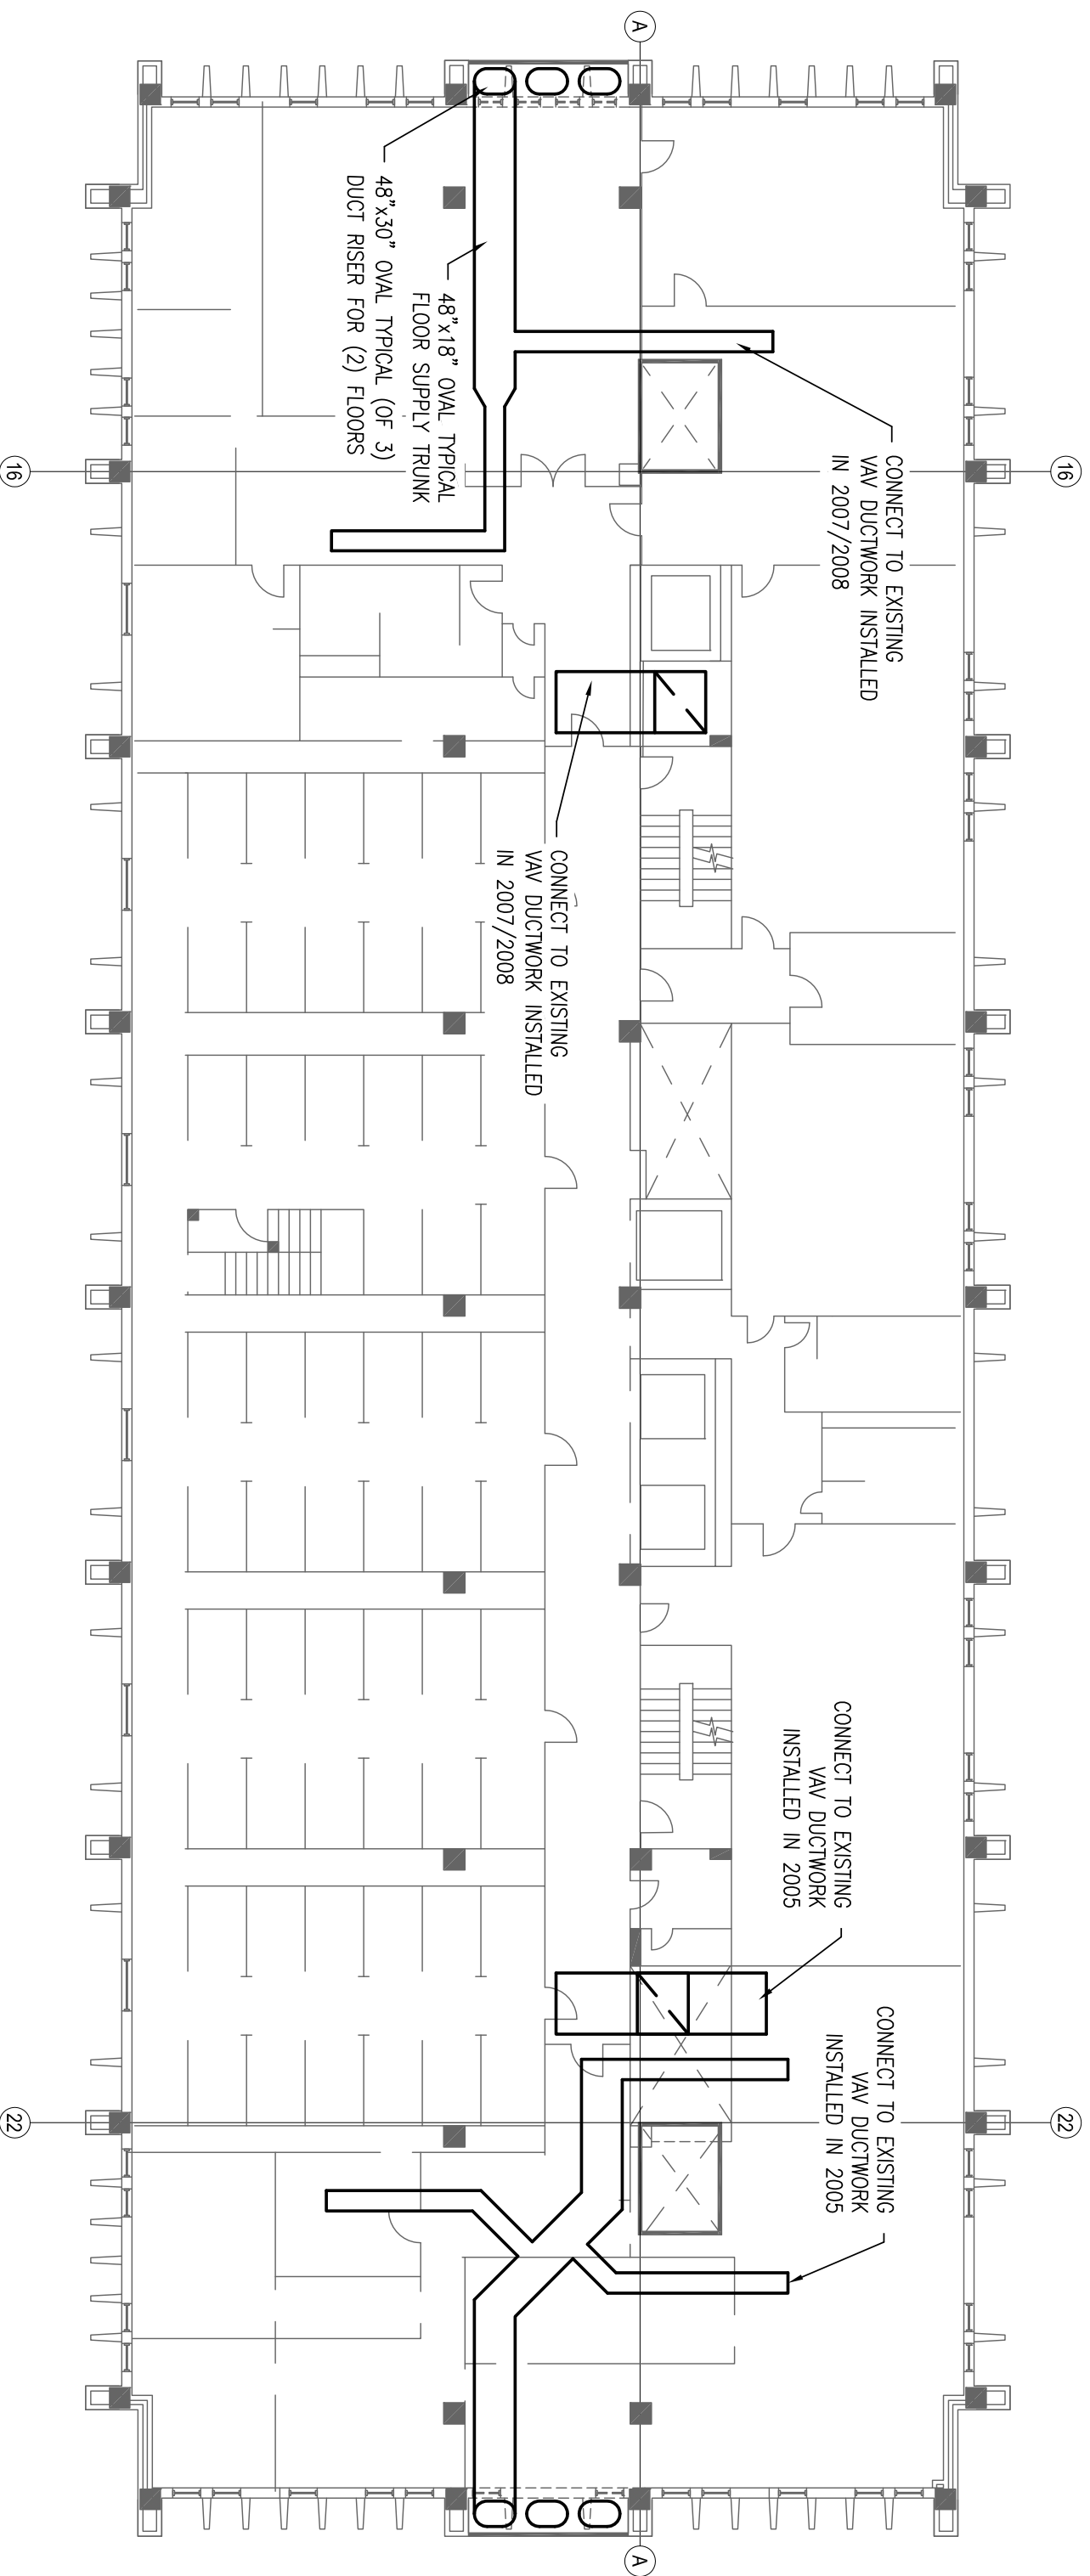 A
16
16
CONNECT TO EXISTING
VAV DUCTWORK INSTALLED
IN 2007/2008
48"x18" OVAL TYPICAL
FLOOR SUPPLY TRUNK
48"x30" OVAL TYPICAL (OF 3)
DUCT RISER FOR (2) FLOORS
CONNECT TO EXISTING
VAV DUCTWORK INSTALLED
IN 2007/2008
CONNECT TO EXISTING
VAV DUCTWORK
INSTALLED IN 2005
CONNECT TO EXISTING
VAV DUCTWORK
INSTALLED IN 2005
22
22
A